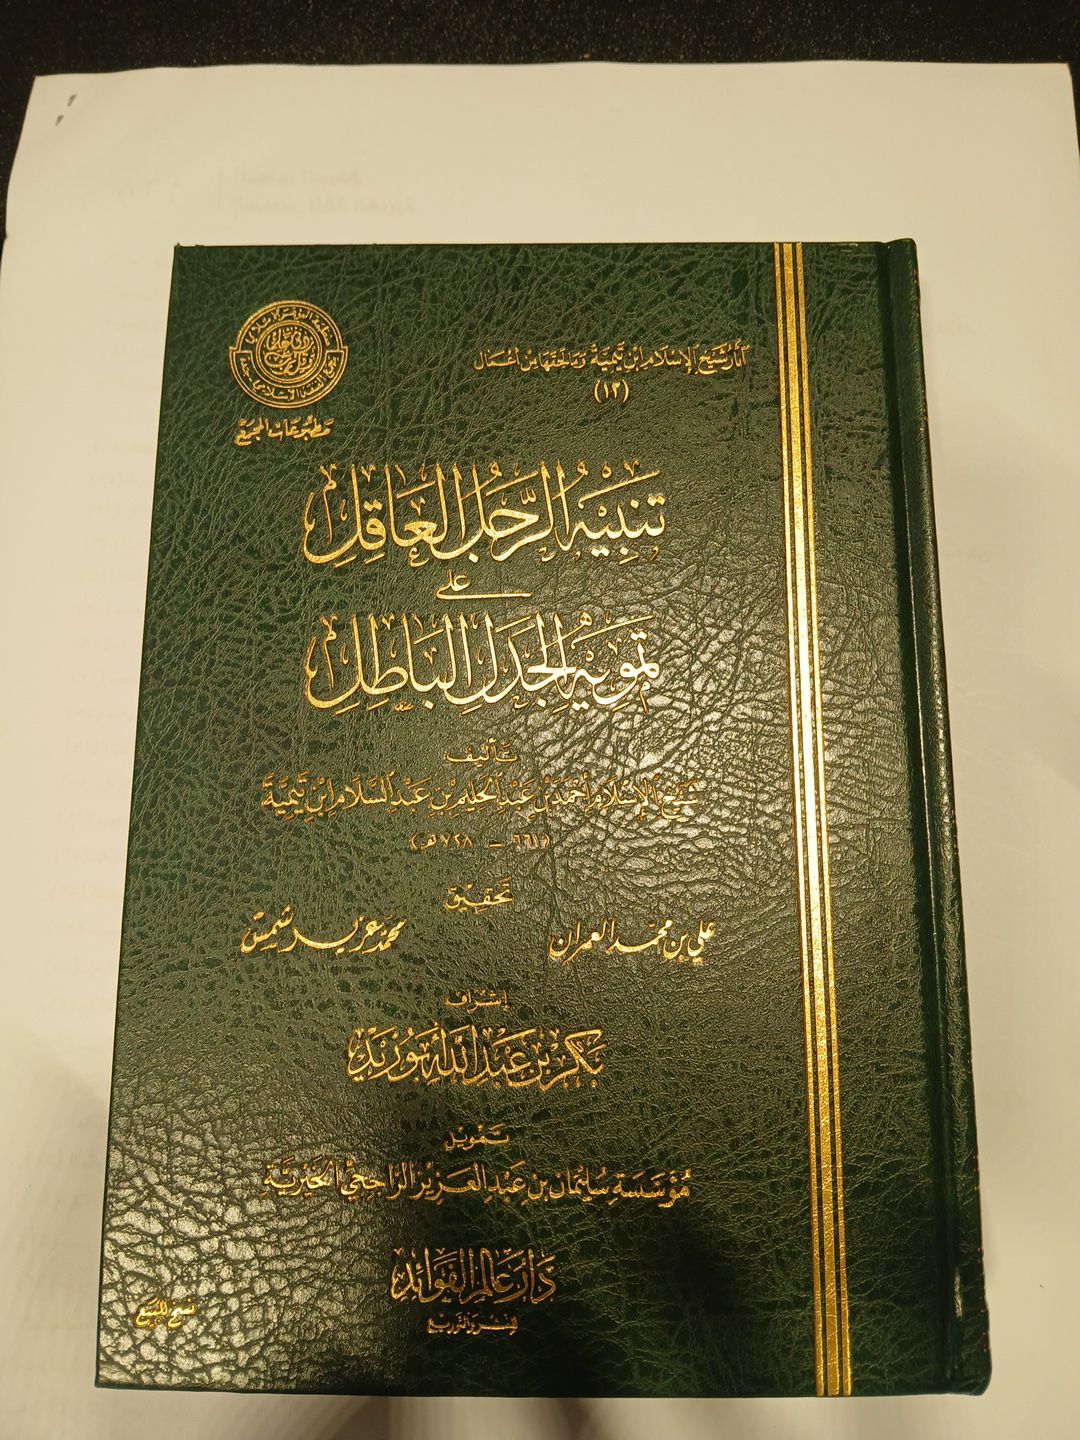 آثار شيخ الإسلام ابن تيمية وما لحقها من أعمال
(١٣)
مطبوعات المجمع
تنبيه الرجل العاقل
على
تمويه الجدل الباطل
تأليف
شيخ الإسلام أحمد بن عبد الحليم بن عبد السلام ابن تيمية
(٦٦١ - ٧٢٨ هـ)
تحقيق
علي بن محمد العمران محمد عزير شمس
إشراف
بكر بن عبد الله أبو زيد
تمويل
مؤسسة سليمان بن عبد العزيز الراجحي الخيرية
دار عالم الفوائد
للنشر والتوزيع